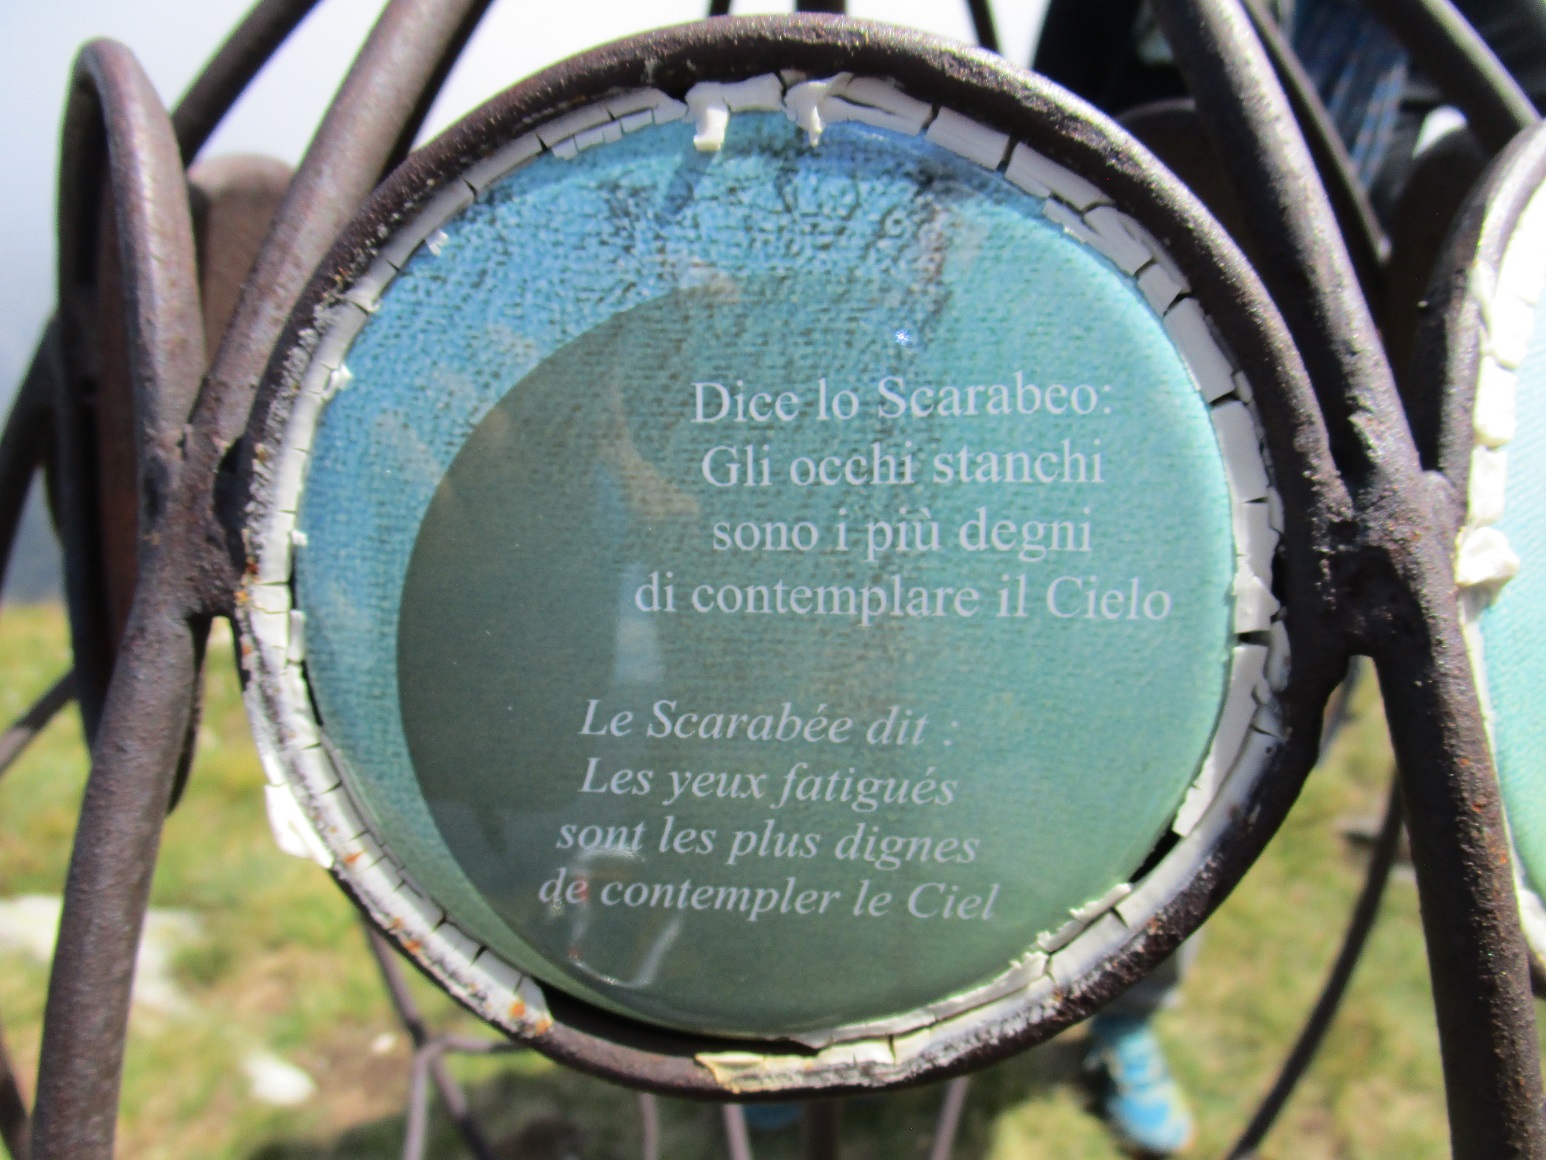 Dice lo Scarabeo:
Gli occhi stanchi
sono i più degni
di contemplare il Cielo
Le Scarabée dit :
Les yeux fatigués
sont les plus dignes
de contempler le Ciel